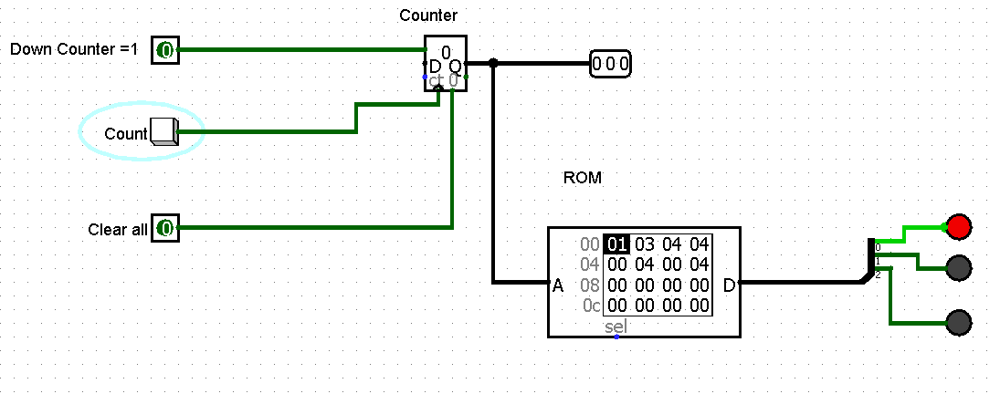 Counter
Down Counter =1 0
0
D Q
ct 0
000
Count
ROM
Clear all 0
00 01 03 04 04
04 00 04 00 04
A 08 00 00 00 00 D
0c 00 00 00 00
sel
0
1
2